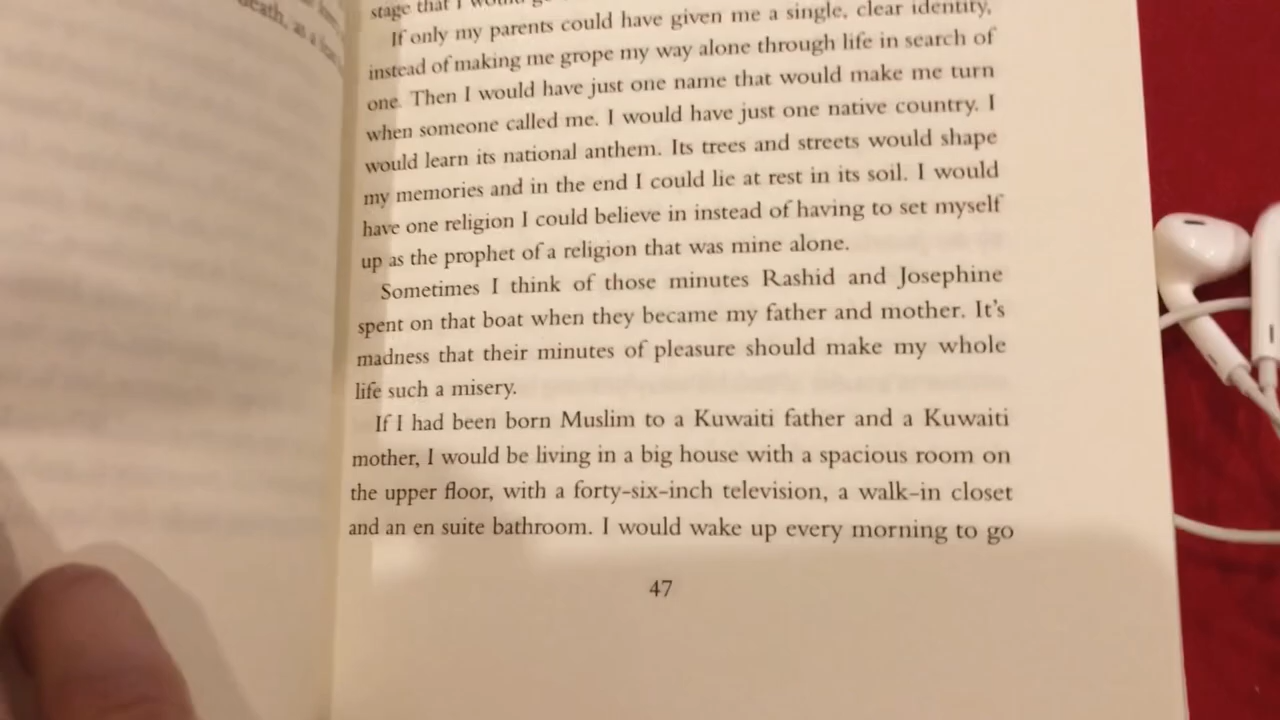 death, as a
stage that I would go
If only my parents could have given me a single, clear identity,
instead of making me grope my way alone through life in search of
one. Then I would have just one name that would make me turn
when someone called me. I would have just one native country. I
would learn its national anthem. Its trees and streets would shape
my memories and in the end I could lie at rest in its soil. I would
have one religion I could believe in instead of having to set myself
up as the prophet of a religion that was mine alone.
Sometimes I think of those minutes Rashid and Josephine
spent on that boat when they became my father and mother. It's
madness that their minutes of pleasure should make my whole
life such a misery.
If I had been born Muslim to a Kuwaiti father and a Kuwaiti
mother, I would be living in a big house with a spacious room on
the upper floor, with a forty-six-inch television, a walk-in closet
and an en suite bathroom. I would wake up every morning to go
47